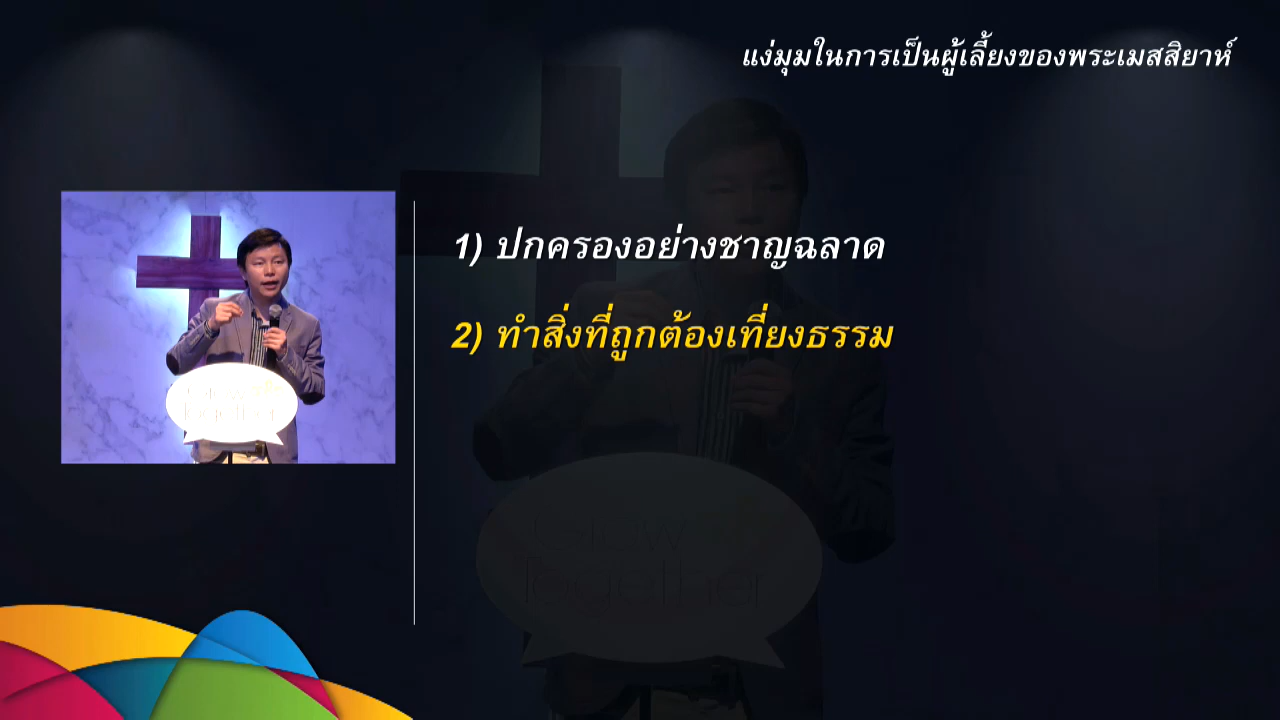 แง่มุมในการเป็นผู้เลี้ยงของพระเมสสิยาห์
1) ปกครองอย่างชาญฉลาด
2) ทำสิ่งที่ถูกต้องเที่ยงธรรม
Grow
Together